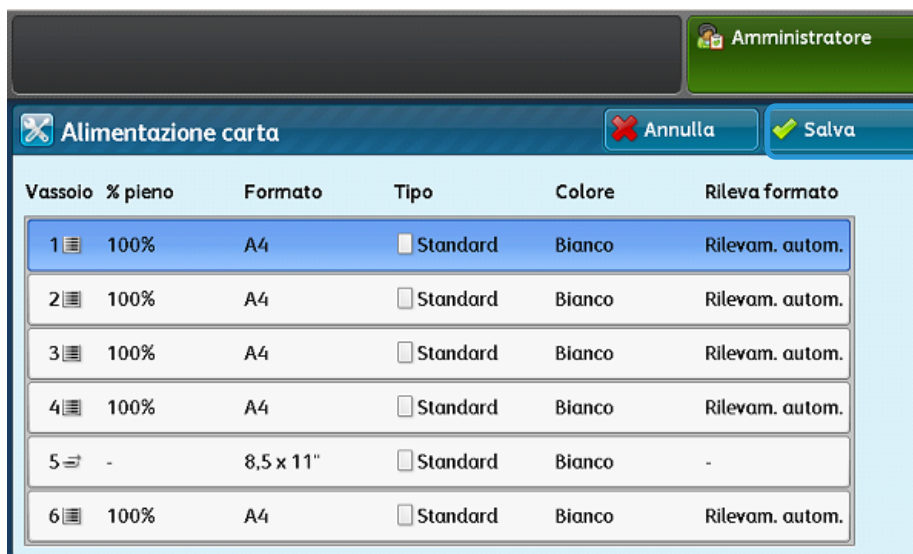 Amministratore
Alimentazione carta Annulla Salva
Vassoio % pieno Formato Tipo Colore Rileva formato
1 100% A4 Standard Bianco Rilevam. autom.
2 100% A4 Standard Bianco Rilevam. autom.
3 100% A4 Standard Bianco Rilevam. autom.
4 100% A4 Standard Bianco Rilevam. autom.
5 - 8,5 x 11" Standard Bianco -
6 100% A4 Standard Bianco Rilevam. autom.